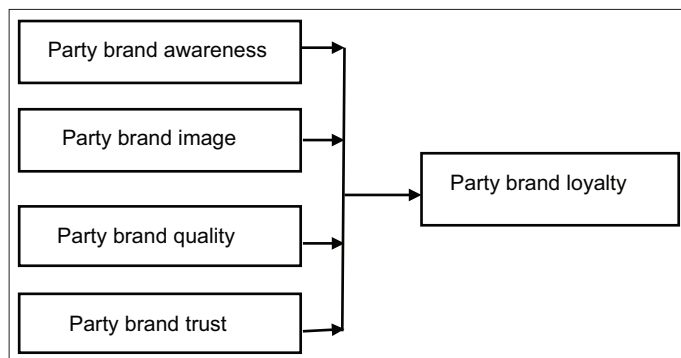 Party brand awareness
Party brand image
Party brand loyalty
Party brand quality
Party brand trust